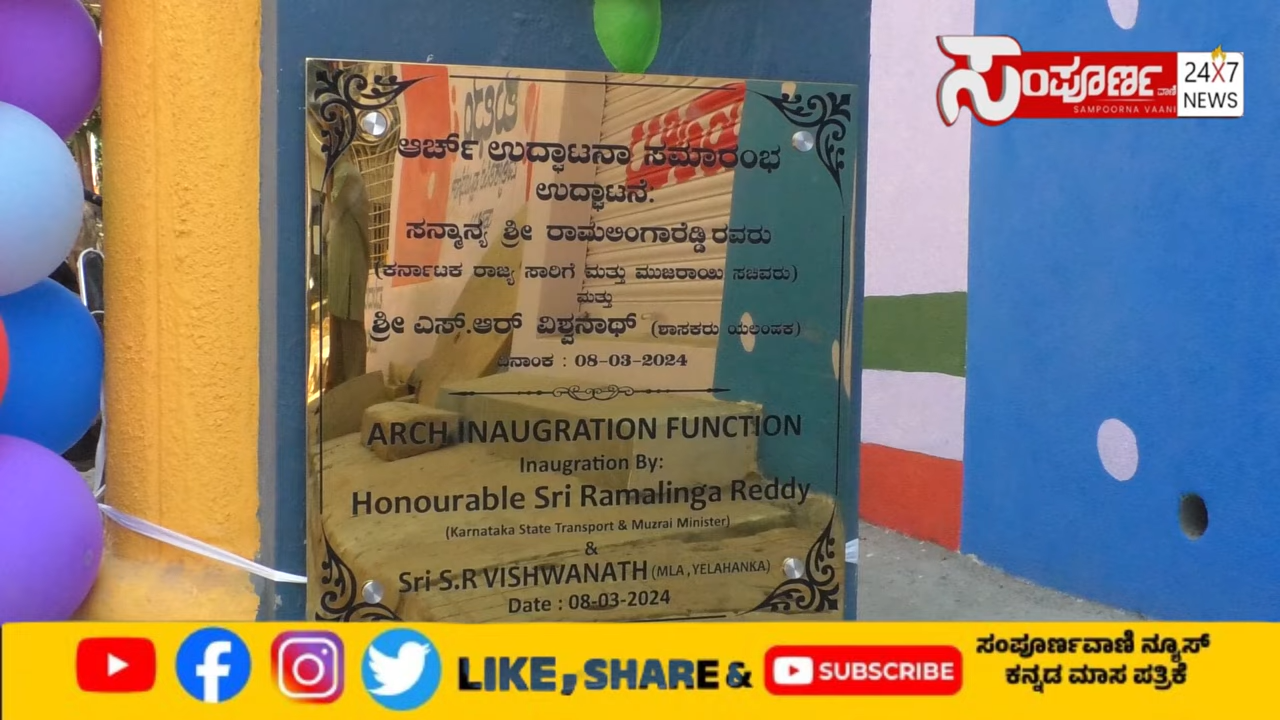 ಸಂಪೂರ್ಣ ವಾಣಿ
SAMPOORNA VAANI
24X7
NEWS
ಆರ್ಚ್ ಉದ್ಘಾಟನಾ ಸಮಾರಂಭ
ಉದ್ಘಾಟನೆ:
ಸನ್ಮಾನ್ಯ ಶ್ರೀ ರಾಮಲಿಂಗಾರೆಡ್ಡಿ ರವರು
(ಕರ್ನಾಟಕ ರಾಜ್ಯ ಸಾರಿಗೆ ಮತ್ತು ಮುಜರಾಯಿ ಸಚಿವರು)
ಮತ್ತು
ಶ್ರೀ ಎಸ್.ಆರ್ ವಿಶ್ವನಾಥ್ (ಶಾಸಕರು ಯಲಂಹಕ)
ದಿನಾಂಕ : 08-03-2024
ARCH INAUGRATION FUNCTION
Inaugration By:
Honourable Sri Ramalinga Reddy
(Karnataka State Transport & Muzrai Minister)
&
Sri S.R VISHWANATH (MLA, YELAHANKA)
Date : 08-03-2024
LIKE, SHARE & SUBSCRIBE
ಸಂಪೂರ್ಣವಾಣಿ ನ್ಯೂಸ್
ಕನ್ನಡ ಮಾಸ ಪತ್ರಿಕೆ